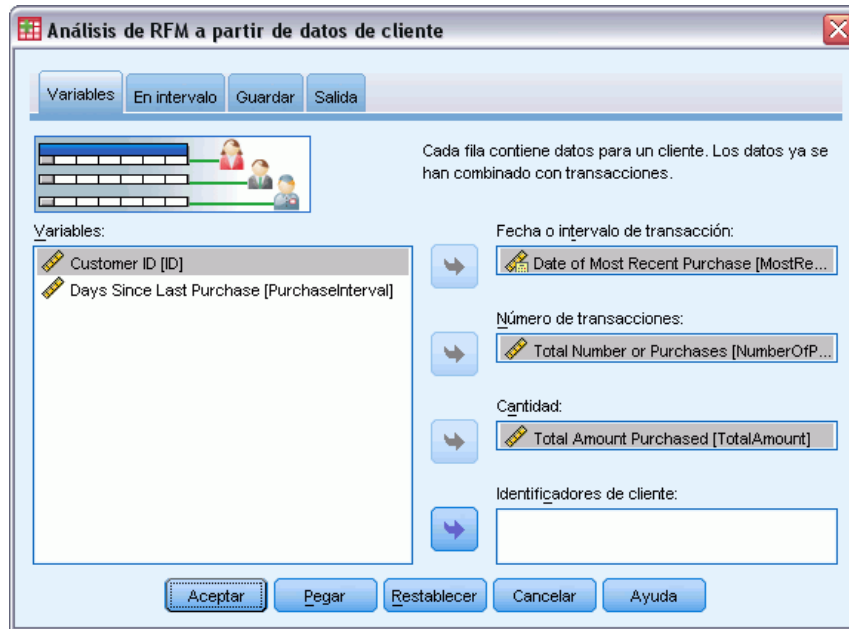 Análisis de RFM a partir de datos de cliente
Variables
En intervalo
Guardar
Salida
Cada fila contiene datos para un cliente. Los datos ya se
han combinado con transacciones.
Variables:
Customer ID [ID]
Days Since Last Purchase [PurchaseInterval]
Fecha o intervalo de transacción:
Date of Most Recent Purchase [MostRe...
Número de transacciones:
Total Number or Purchases [NumberOfP...
Cantidad:
Total Amount Purchased [TotalAmount]
Identificadores de cliente:
Aceptar
Pegar
Restablecer
Cancelar
Ayuda